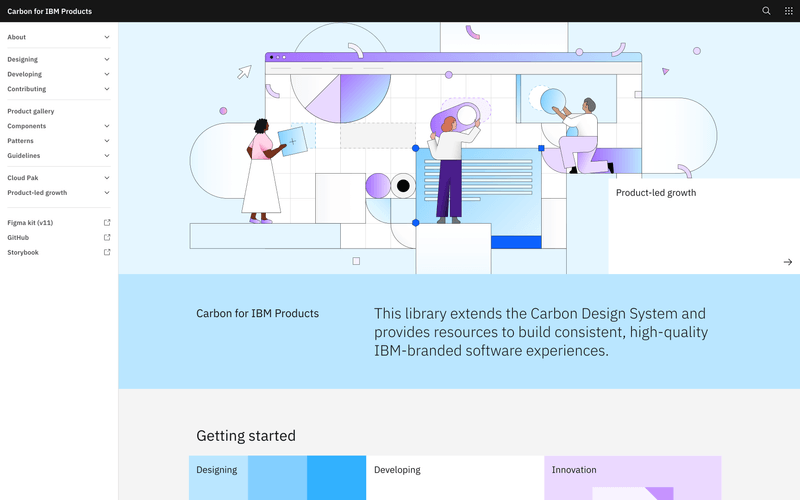 Carbon for IBM Products
About
Designing
Developing
Contributing
Product gallery
Components
Patterns
Guidelines
Cloud Pak
Product-led growth
Figma kit (v11)
GitHub
Storybook
Product-led growth
Carbon for IBM Products
This library extends the Carbon Design System and
provides resources to build consistent, high-quality
IBM-branded software experiences.
Getting started
Designing
Developing
Innovation